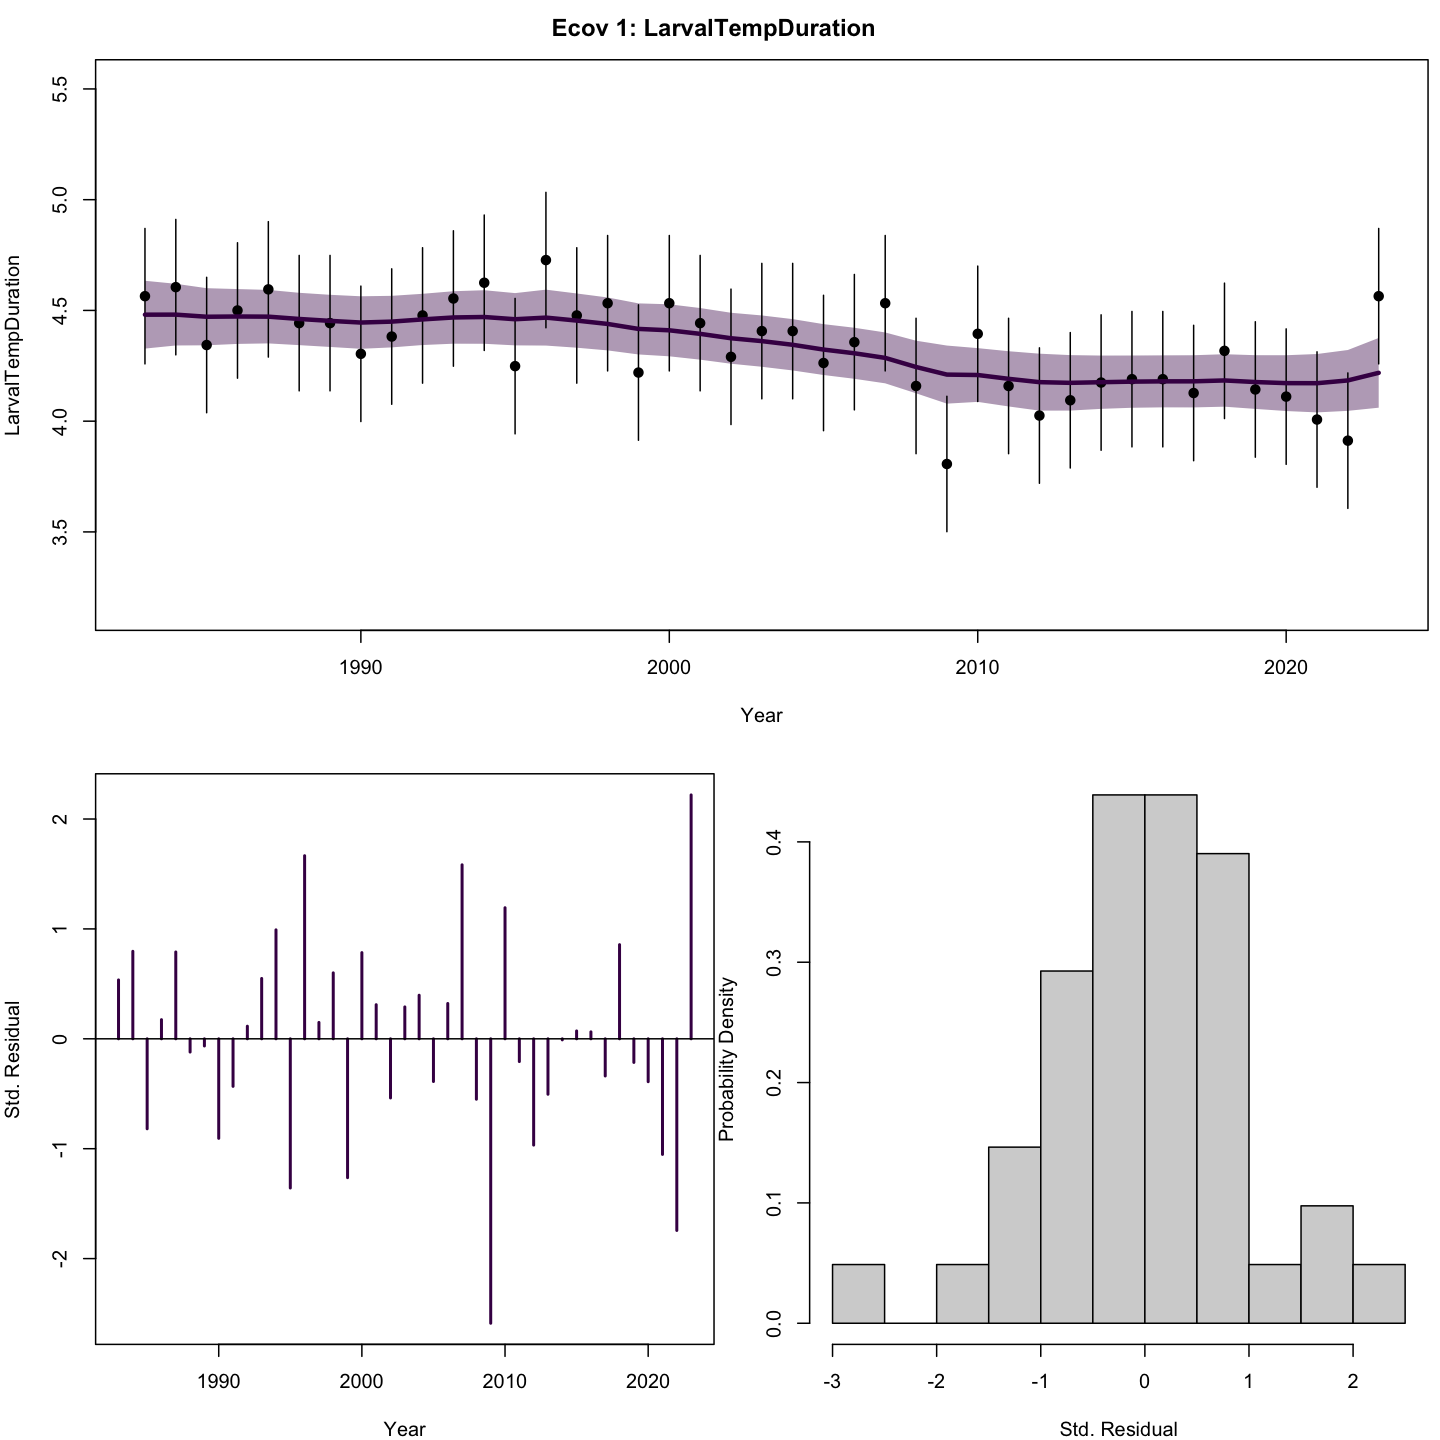 Ecov 1: LarvalTempDuration
LarvalTempDuration
5.5
5.0
4.5
4.0
3.5
1990 2000 2010 2020
Year
Std. Residual
2
1
0
-1
-2
1990 2000 2010 2020
Year
Probability Density
0.4
0.3
0.2
0.1
0.0
-3 -2 -1 0 1 2
Std. Residual